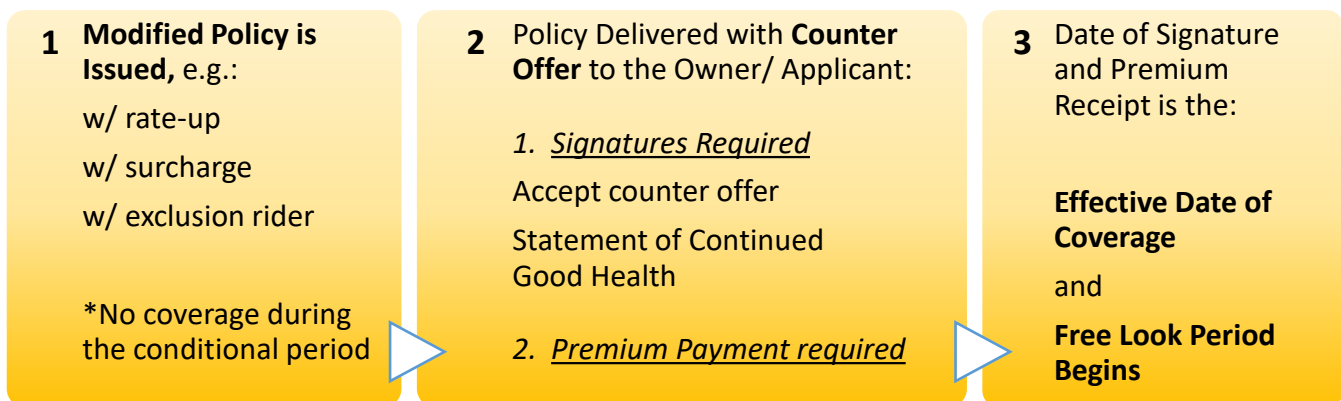 1 Modified Policy is
Issued, e.g.:
w/ rate-up
w/ surcharge
w/ exclusion rider
*No coverage during
the conditional period
2 Policy Delivered with Counter
Offer to the Owner/ Applicant:
1. Signatures Required
Accept counter offer
Statement of Continued
Good Health
2. Premium Payment required
3 Date of Signature
and Premium
Receipt is the:
Effective Date of
Coverage
and
Free Look Period
Begins